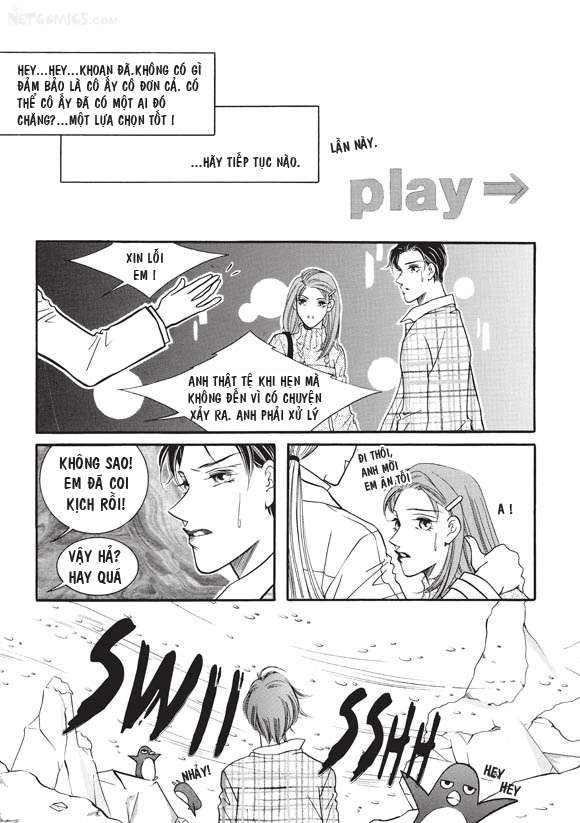 NETCOMICS.COM
HEY...HEY...KHOAN ĐÃ.KHÔNG CÓ GÌ
ĐẢM BẢO LÀ CÔ ẤY CÔ ĐƠN CẢ. CÓ
THỂ CÔ ẤY ĐÃ CÓ MỘT AI ĐÓ
CHĂNG?...MỘT LỰA CHỌN TỐT !
...HÃY TIẾP TỤC NÀO.
LẦN NÀY.
play→
XIN LỖI
EM !
ANH THẬT TỆ KHI HẸN MÀ
KHÔNG ĐẾN VÌ CÓ CHUYỆN
XẢY RA. ANH PHẢI XỬ LÝ
KHÔNG SAO!
EM ĐÃ COI
KỊCH RỒI!
VẬY HẢ?
HAY QUÁ
ĐI THÔI,
ANH MỜI
EM ĂN TỐI
A !
SWII
SSHH
NHẢY!
HEY
HEY